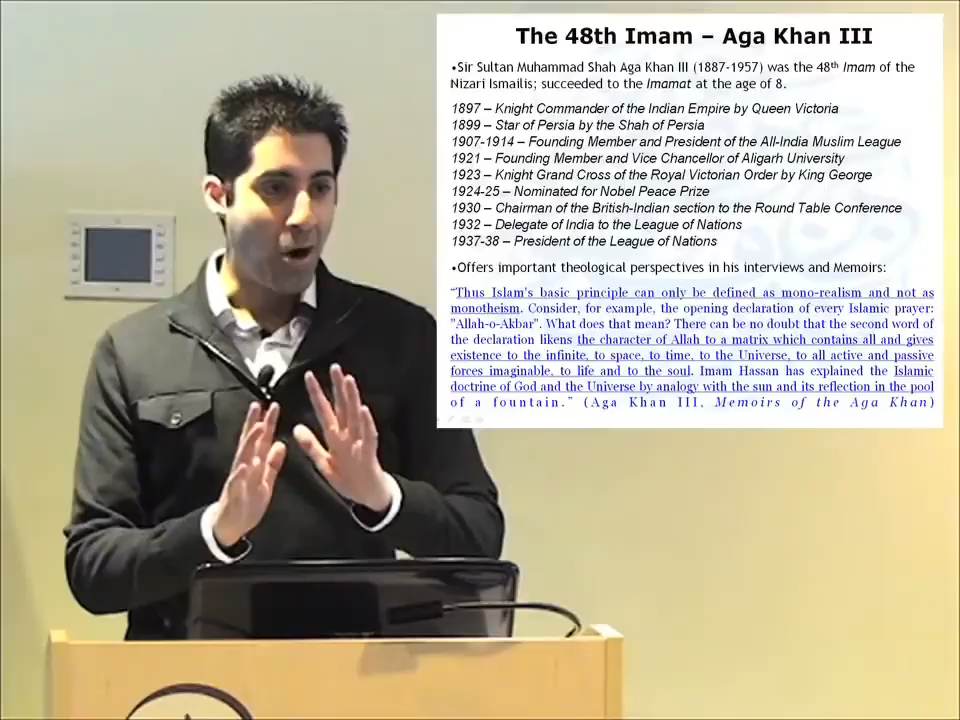 The 48th Imam – Aga Khan III
•Sir Sultan Muhammad Shah Aga Khan III (1887-1957) was the 48th Imam of the
Nizari Ismailis; succeeded to the Imamat at the age of 8.
1897 – Knight Commander of the Indian Empire by Queen Victoria
1899 – Star of Persia by the Shah of Persia
1907-1914 – Founding Member and President of the All-India Muslim League
1921 – Founding Member and Vice Chancellor of Aligarh University
1923 – Knight Grand Cross of the Royal Victorian Order by King George
1924-25 – Nominated for Nobel Peace Prize
1930 – Chairman of the British-Indian section to the Round Table Conference
1932 – Delegate of India to the League of Nations
1937-38 – President of the League of Nations
•Offers important theological perspectives in his interviews and Memoirs:
“Thus Islam's basic principle can only be defined as mono-realism and not as
monotheism. Consider, for example, the opening declaration of every Islamic prayer:
"Allah-o-Akbar". What does that mean? There can be no doubt that the second word of
the declaration likens the character of Allah to a matrix which contains all and gives
existence to the infinite, to space, to time, to the Universe, to all active and passive
forces imaginable, to life and to the soul. Imam Hassan has explained the Islamic
doctrine of God and the Universe by analogy with the sun and its reflection in the pool
of a fountain.” (Aga Khan III, Memoirs of the Aga Khan)